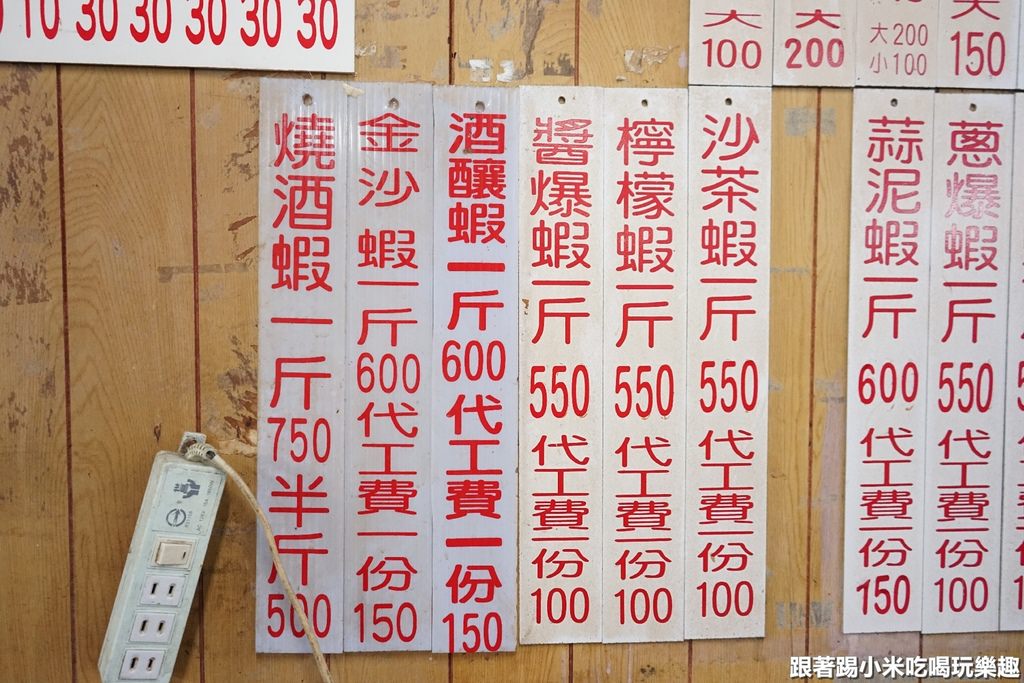 10 30 30 30 30 30
大 100
大 200
大200
小100
大 150
燒酒蝦一斤750半斤500
金沙蝦一斤600代工費一份150
酒釀蝦一斤600代工費一份150
醬爆蝦一斤550代工費一份100
檸檬蝦一斤550代工費一份100
沙茶蝦一斤550代工費一份100
蒜泥蝦一斤600代工費一份150
蔥爆蝦一斤550代工費一份100
跟著踢小米吃喝玩樂趣